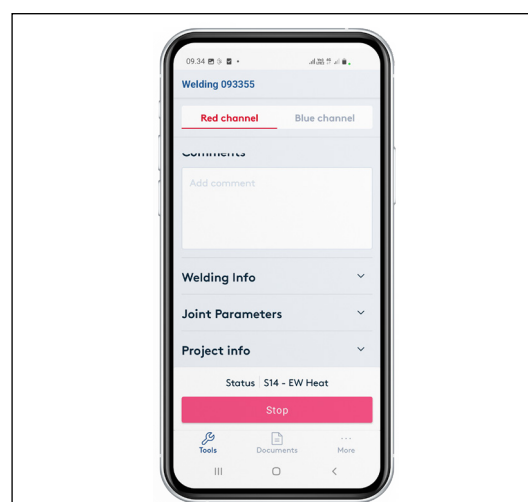 09.34
Welding 093355
Red channel Blue channel
Comments
Add comment
Welding Info
Joint Parameters
Project info
Status S14 - EW Heat
Stop
Tools Documents More